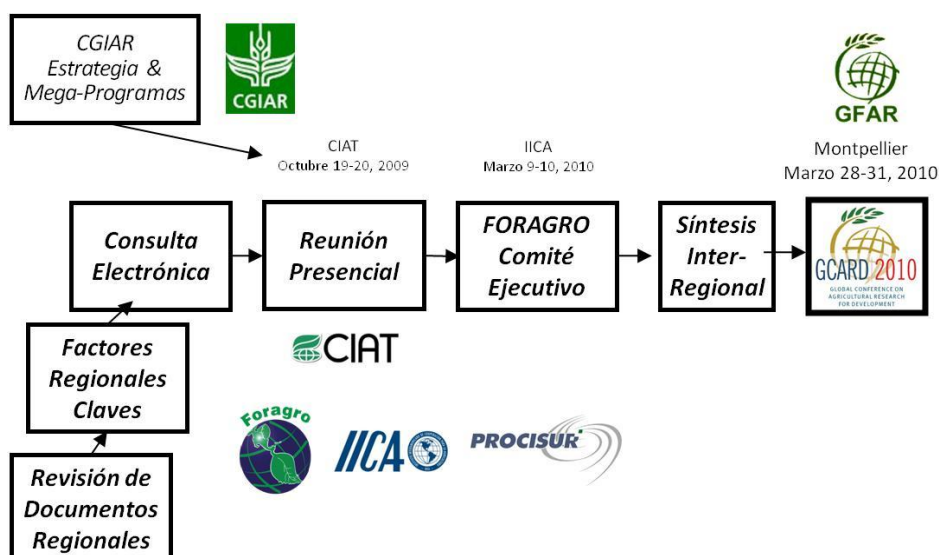 CGIAR
Estrategia &
Mega-Programas
CGIAR
GFAR
CIAT
Octubre 19-20, 2009
IICA
Marzo 9-10, 2010
Montpellier
Marzo 28-31, 2010
Consulta
Electrónica
Reunión
Presencial
FORAGRO
Comité
Ejecutivo
Síntesis
Inter-
Regional
GCARD 2010
GLOBAL CONFERENCE ON
AGRICULTURAL RESEARCH
FOR DEVELOPMENT
Factores
Regionales
Claves
CIAT
Foragro
IICA
PROCISUR
Revisión de
Documentos
Regionales